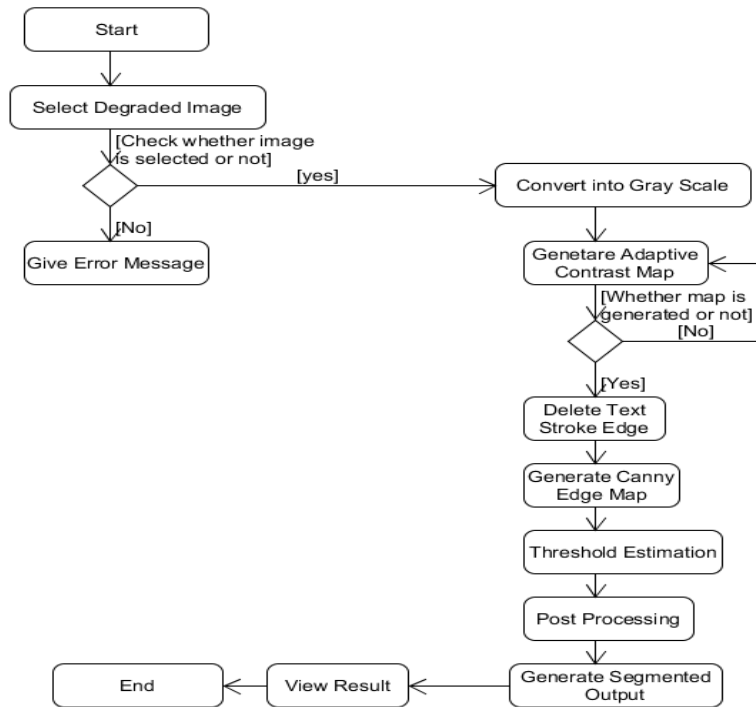 Start
Select Degraded Image
[Check whether image
is selected or not]
[yes]
Convert into Gray Scale
[No]
Give Error Message
Genetare Adaptive
Contrast Map
[Whether map is
generated or not]
[No]
[Yes]
Delete Text
Stroke Edge
Generate Canny
Edge Map
Threshold Estimation
Post Processing
Generate Segmented
Output
View Result
End